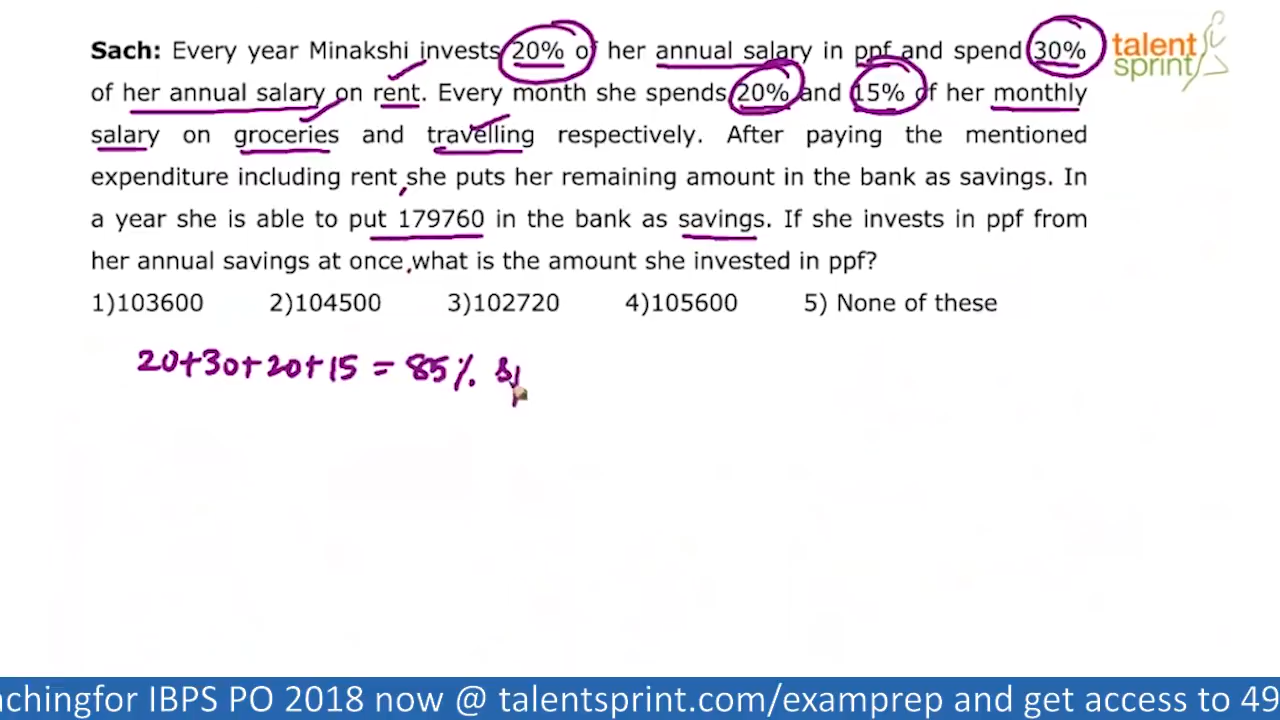 Sach: Every year Minakshi invests 20% of her annual salary in ppf and spend 30%
talent
sprint
of her annual salary on rent. Every month she spends 20% and 15% of her monthly
salary on groceries and travelling respectively. After paying the mentioned
expenditure including rent,she puts her remaining amount in the bank as savings. In
a year she is able to put 179760 in the bank as savings. If she invests in ppf from
her annual savings at once,what is the amount she invested in ppf?
1)103600 2)104500 3)102720 4)105600 5) None of these
20+30+20+15 = 85%
for IBPS PO 2018 now @ talentsprint.com/examprep and get access to 49